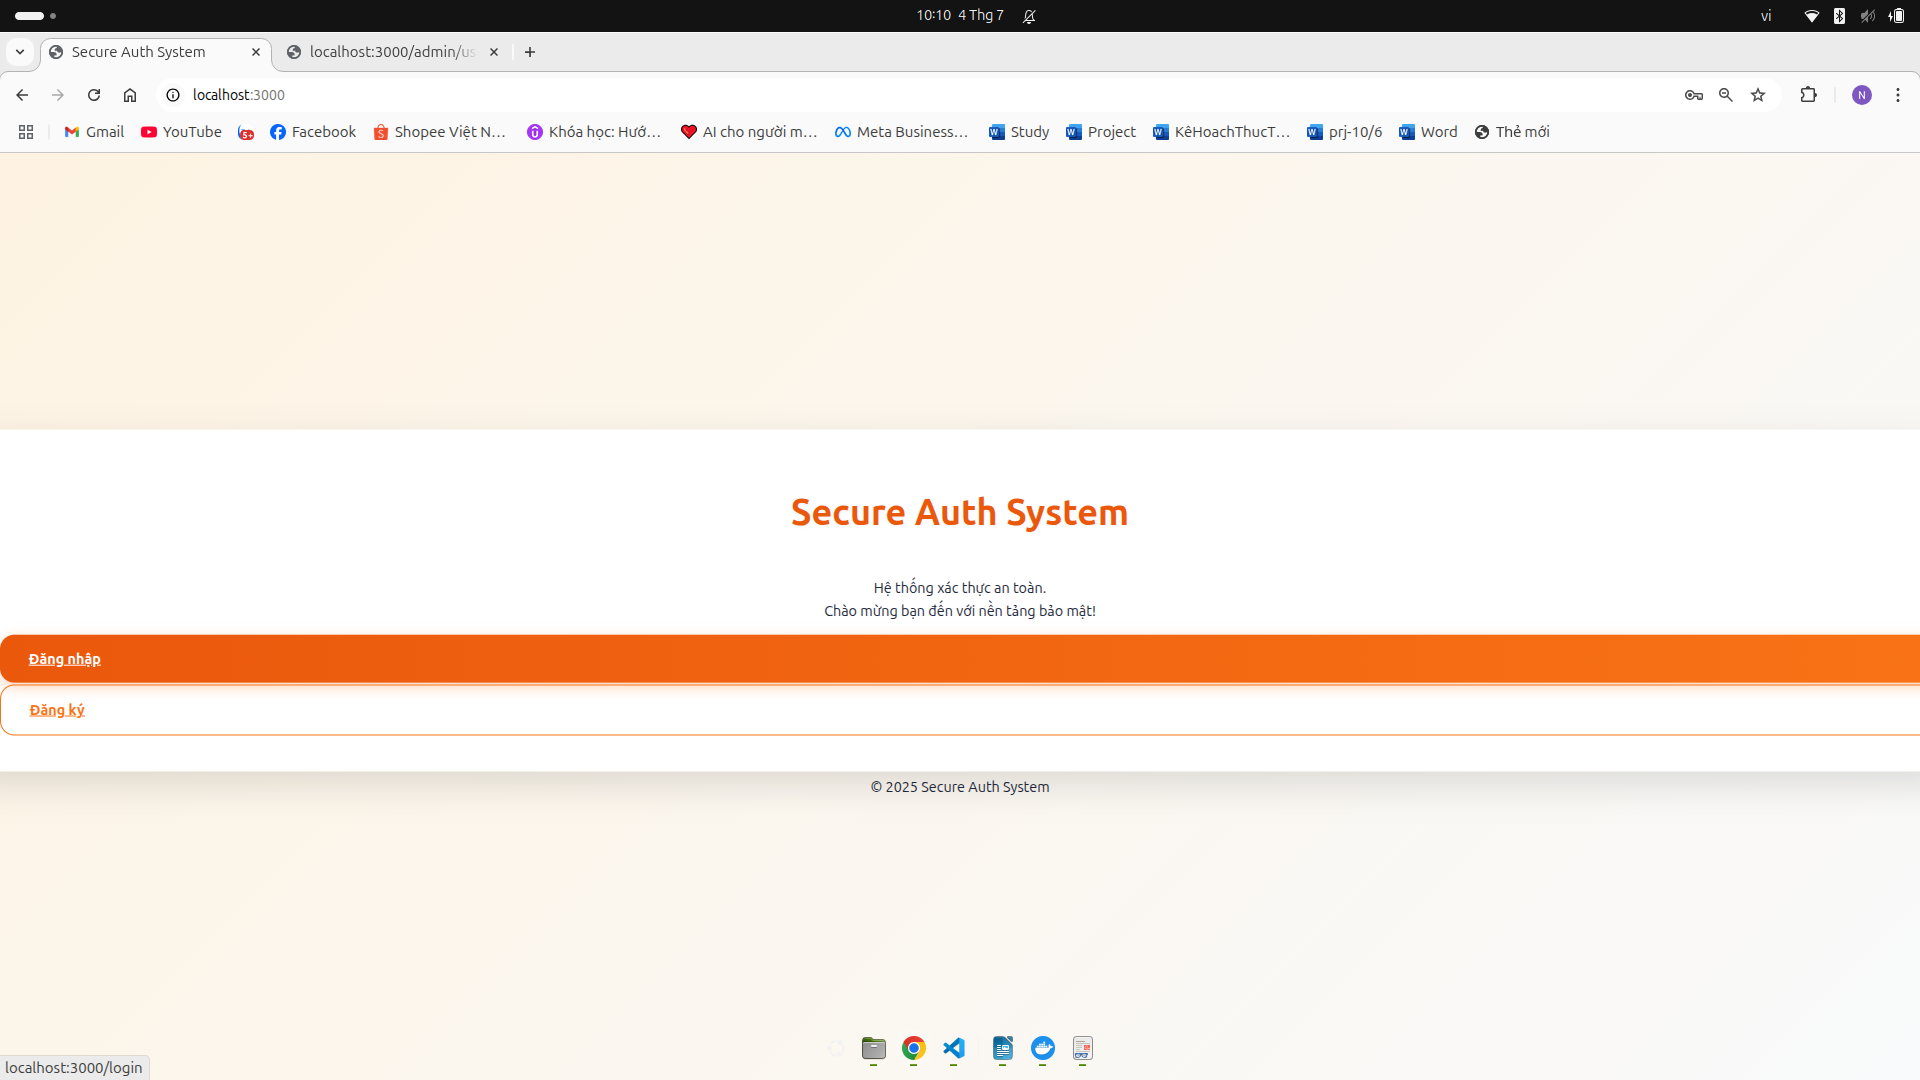 10:10 4 Thg 7
vi
Secure Auth System
localhost:3000/admin/us
localhost:3000
N
Gmail
YouTube
5+
Facebook
Shopee Việt N...
Khóa học: Hướ...
AI cho người m...
Meta Business...
Study
Project
KêHoachThucT...
prj-10/6
Word
Thẻ mới
Secure Auth System
Hệ thống xác thực an toàn.
Chào mừng bạn đến với nền tảng bảo mật!
Đăng nhập
Đăng ký
© 2025 Secure Auth System
localhost:3000/login